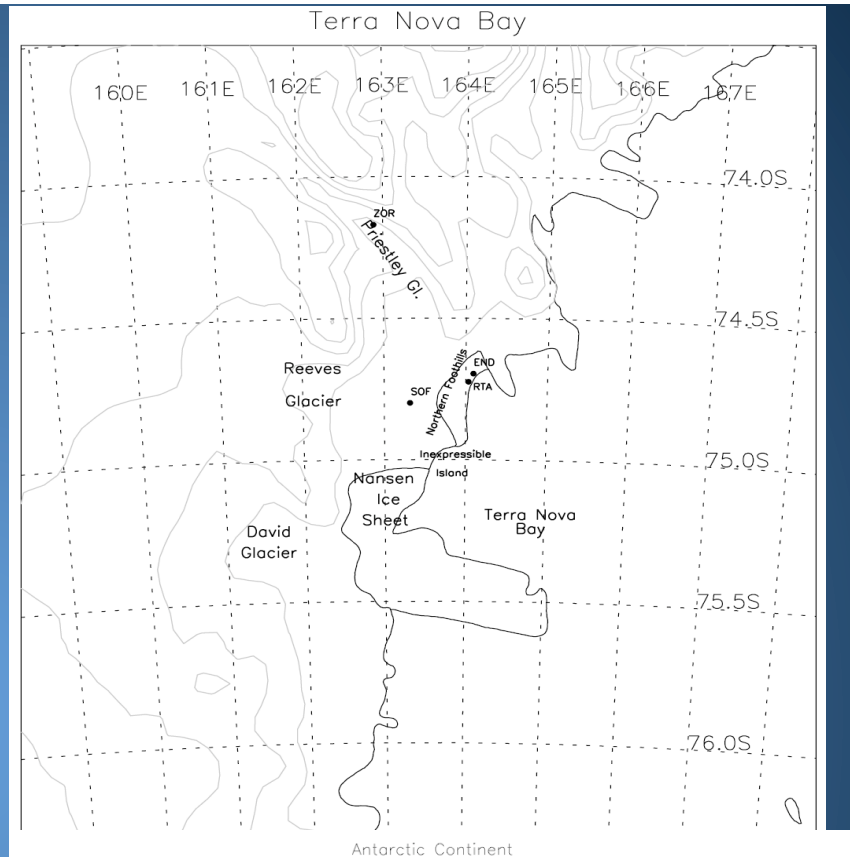 Terra Nova Bay
160E 161E 162E 163E 164E 165E 166E 167E
74.0S
ZOR
Priestley Gl.
74.5S
Reeves
Glacier
Northern Foothills
END
RTA
SOF
Inexpressible
Island
75.0S
Nansen
Ice
Sheet
Terra Nova
Bay
David
Glacier
75.5S
76.0S
Antarctic Continent